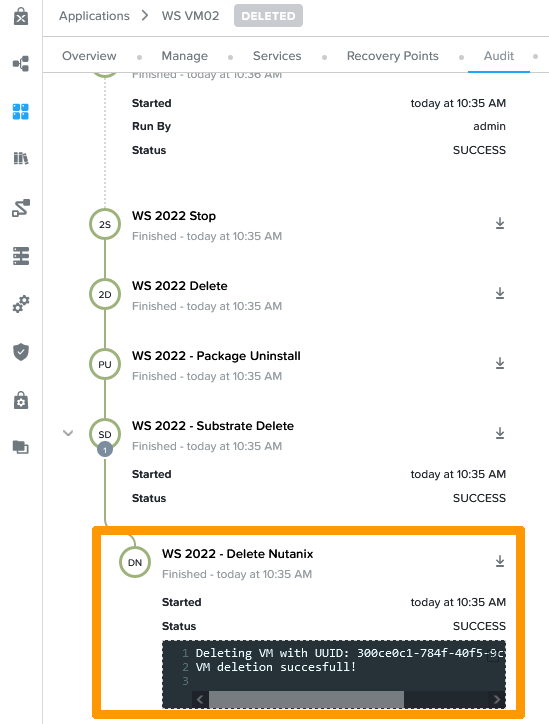 Applications > WS VM02 DELETED
Overview Manage Services Recovery Points Audit
Finished - today at 10:36 AM
Started today at 10:35 AM
Run By admin
Status SUCCESS
2S WS 2022 Stop
Finished - today at 10:35 AM
2D WS 2022 Delete
Finished - today at 10:35 AM
PU WS 2022 - Package Uninstall
Finished - today at 10:35 AM
SD WS 2022 - Substrate Delete
1 Finished - today at 10:35 AM
Started today at 10:35 AM
Status SUCCESS
DN WS 2022 - Delete Nutanix
Finished - today at 10:35 AM
Started today at 10:35 AM
Status SUCCESS
1 Deleting VM with UUID: 300ce0c1-784f-40f5-9c
2 VM deletion succesfull!
3